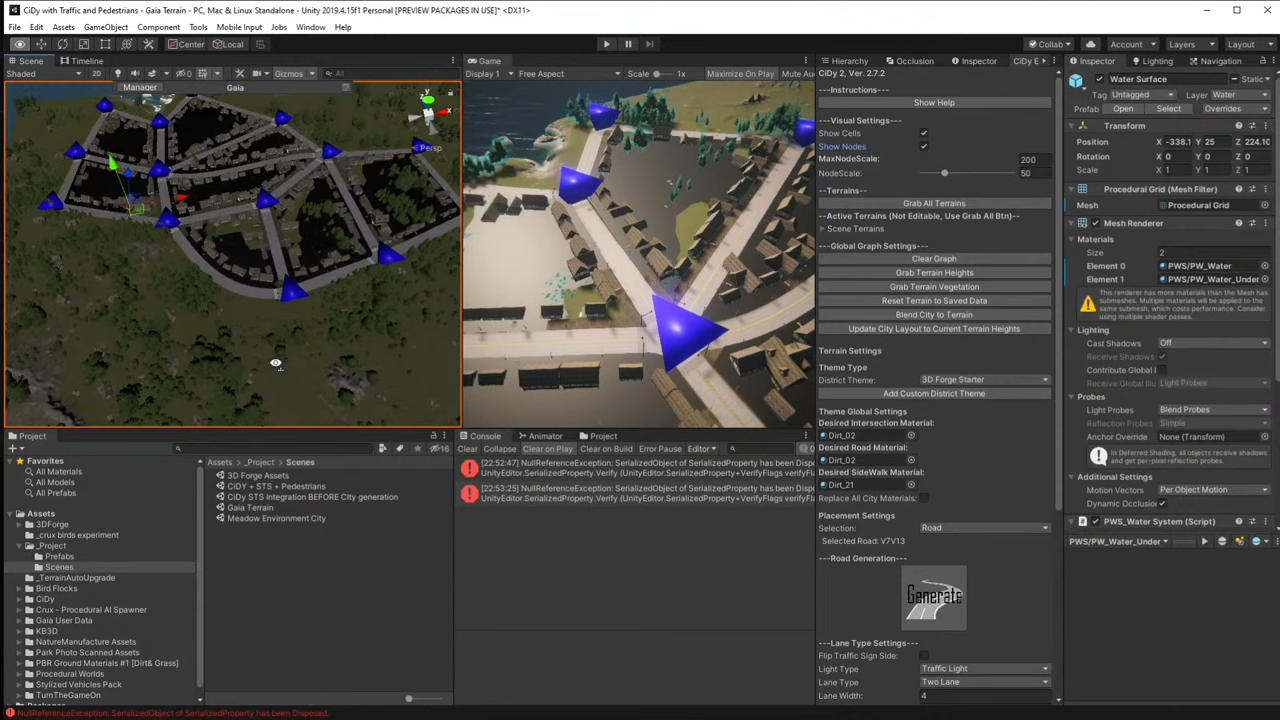 CiDy with Traffic and Pedestrians - Gaia Terrain - PC, Mac & Linux Standalone - Unity 2019.4.15f1 Personal [PREVIEW PACKAGES IN USE]* <DX11>
File Edit Assets GameObject Component Tools Mobile Input Jobs Window Help
Center Local Collab Account Layers Layout
Scene Timeline
Shaded 2D Gizmos All
Manager Gaia
y
x
z
Persp
Game
Display 1 Free Aspect Scale 1x Maximize On Play Mute Au
Hierarchy Occlusion Inspector CiDy E
CiDy 2, Ver. 2.7.2
---Instructions---
Show Help
---Visual Settings---
Show Cells
Show Nodes
MaxNodeScale: 200
NodeScale: 50
--Terrains--
Grab All Terrains
--Active Terrains (Not Editable, Use Grab All Btn)--
Scene Terrains
---Global Graph Settings---
Clear Graph
Grab Terrain Heights
Grab Terrain Vegetation
Reset Terrain to Saved Data
Blend City to Terrain
Update City Layout to Current Terrain Heights
Terrain Settings
Theme Type
District Theme: 3D Forge Starter
Add Custom District Theme
Theme Global Settings
Desired Intersection Material:
Dirt_02
Desired Road Material:
Dirt_02
Desired SideWalk Material:
Dirt_21
Replace All City Materials:
Placement Settings
Selection: Road
Selected Road: V7V13
---Road Generation---
Generate
---Lane Type Settings---
Flip Traffic Sign Side:
Light Type Traffic Light
Lane Type Two Lane
Lane Width: 4
Inspector Lighting Navigation
Water Surface Static
Tag Untagged Layer Water
Prefab Open Select Overrides
Transform
Position X -338.1 Y 25 Z 224.10
Rotation X 0 Y 0 Z 0
Scale X 1 Y 1 Z 1
Procedural Grid (Mesh Filter)
Mesh Procedural Grid
Mesh Renderer
Materials
Size 2
Element 0 PWS/PW_Water
Element 1 PWS/PW_Water_Under
This renderer has more materials than the Mesh has
submeshes. Multiple materials will be applied to the
same submesh, which costs performance. Consider
using multiple shader passes.
Lighting
Cast Shadows Off
Receive Shadows
Contribute Global I
Receive Global Illu Light Probes
Probes
Light Probes Blend Probes
Reflection Probes Simple
Anchor Override None (Transform)
In Deferred Shading, all objects receive shadows
and get per-pixel reflection probes.
Additional Settings
Motion Vectors Per Object Motion
Dynamic Occlusion
PWS_Water System (Script)
PWS/PW_Water_Under
Project
16
Favorites
All Materials
All Models
All Prefabs
Assets
3DForge
_crux birds experiment
_Project
Prefabs
Scenes
_TerrainAutoUpgrade
Bird Flocks
CiDy
Crux - Procedural AI Spawner
Gaia User Data
KB3D
NatureManufacture Assets
Park Photo Scanned Assets
PBR Ground Materials #1 [Dirt& Grass]
Procedural Worlds
Stylized Vehicles Pack
TurnTheGameOn
Assets _Project Scenes
3D Forge Assets
CiDY + STS + Pedestrians
CiDy STS Integration BEFORE City generation
Gaia Terrain
Meadow Environment City
Console Animator Project
Clear Collapse Clear on Play Clear on Build Error Pause Editor 0
[22:52:47] NullReferenceException: SerializedObject of SerializedProperty has been Disp
UnityEditor.SerializedProperty.Verify (UnityEditor.SerializedProperty+VerifyFlags verifyFla
[22:53:25] NullReferenceException: SerializedObject of SerializedProperty has been Disp
UnityEditor.SerializedProperty.Verify (UnityEditor.SerializedProperty+VerifyFlags verifyFla
NullReferenceException: SerializedObject of SerializedProperty has been Disposed.